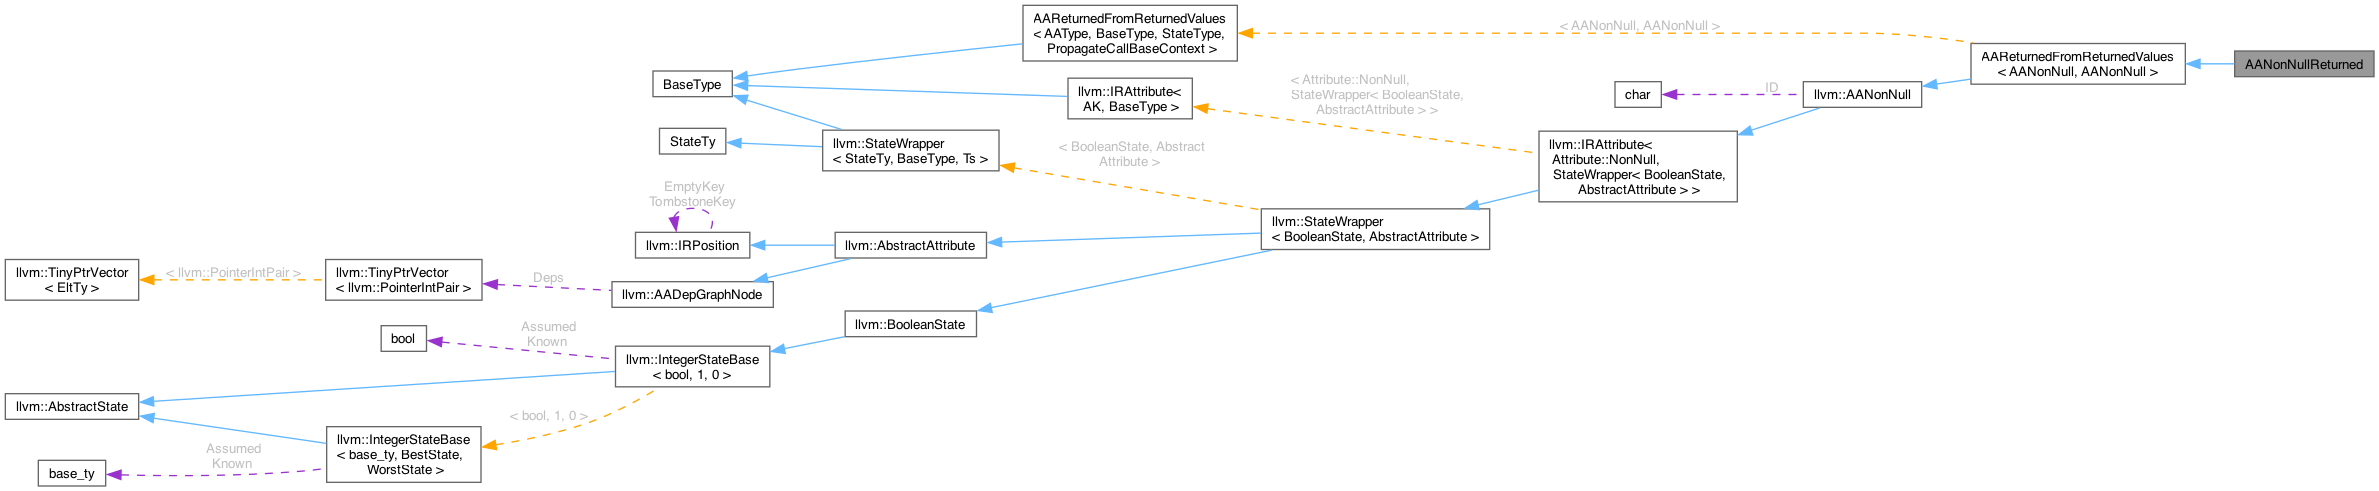 AAReturnedFromReturnedValues
< AAType, BaseType, StateType,
PropagateCallBaseContext >
< AANonNull, AANonNull >
AAReturnedFromReturnedValues
< AANonNull, AANonNull >
AANonNullReturned
BaseType
llvm::IRAttribute<
AK, BaseType >
< Attribute::NonNull,
StateWrapper< BooleanState,
AbstractAttribute > >
char
ID
llvm::AANonNull
StateTy
llvm::StateWrapper
< StateTy, BaseType, Ts >
< BooleanState, Abstract
Attribute >
llvm::IRAttribute<
Attribute::NonNull,
StateWrapper< BooleanState,
AbstractAttribute > >
EmptyKey
TombstoneKey
llvm::IRPosition
llvm::AbstractAttribute
llvm::StateWrapper
< BooleanState, AbstractAttribute >
llvm::TinyPtrVector
< EltTy >
< llvm::PointerIntPair >
llvm::TinyPtrVector
< llvm::PointerIntPair >
Deps
llvm::AADepGraphNode
llvm::BooleanState
bool
Assumed
Known
llvm::IntegerStateBase
< bool, 1, 0 >
llvm::AbstractState
< bool, 1, 0 >
llvm::IntegerStateBase
< base_ty, BestState,
WorstState >
Assumed
Known
base_ty